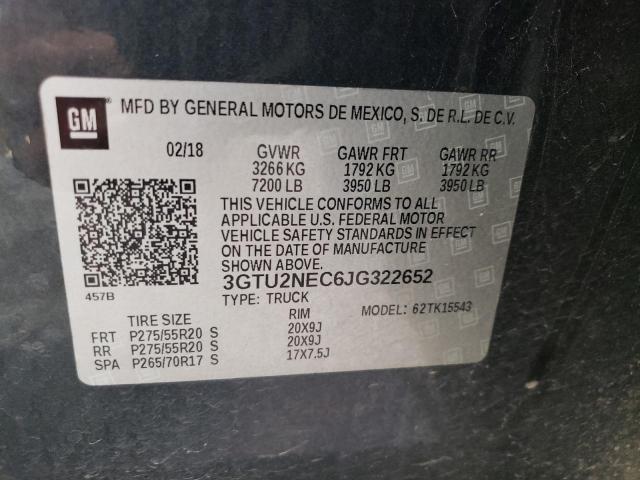 GM
MFD BY GENERAL MOTORS DE MEXICO, S. DE R.L. DE C.V.
02/18 GVWR GAWR FRT GAWR RR
3266 KG 1792 KG 1792 KG
7200 LB 3950 LB 3950 LB
THIS VEHICLE CONFORMS TO ALL
APPLICABLE U.S. FEDERAL MOTOR
VEHICLE SAFETY STANDARDS IN EFFECT
ON THE DATE OF MANUFACTURE
SHOWN ABOVE.
457B
3GTU2NEC6JG322652
TYPE: TRUCK MODEL: 62TK15543
TIRE SIZE RIM
FRT P275/55R20 S 20X9J
RR P275/55R20 S 20X9J
SPA P265/70R17 S 17X7.5J